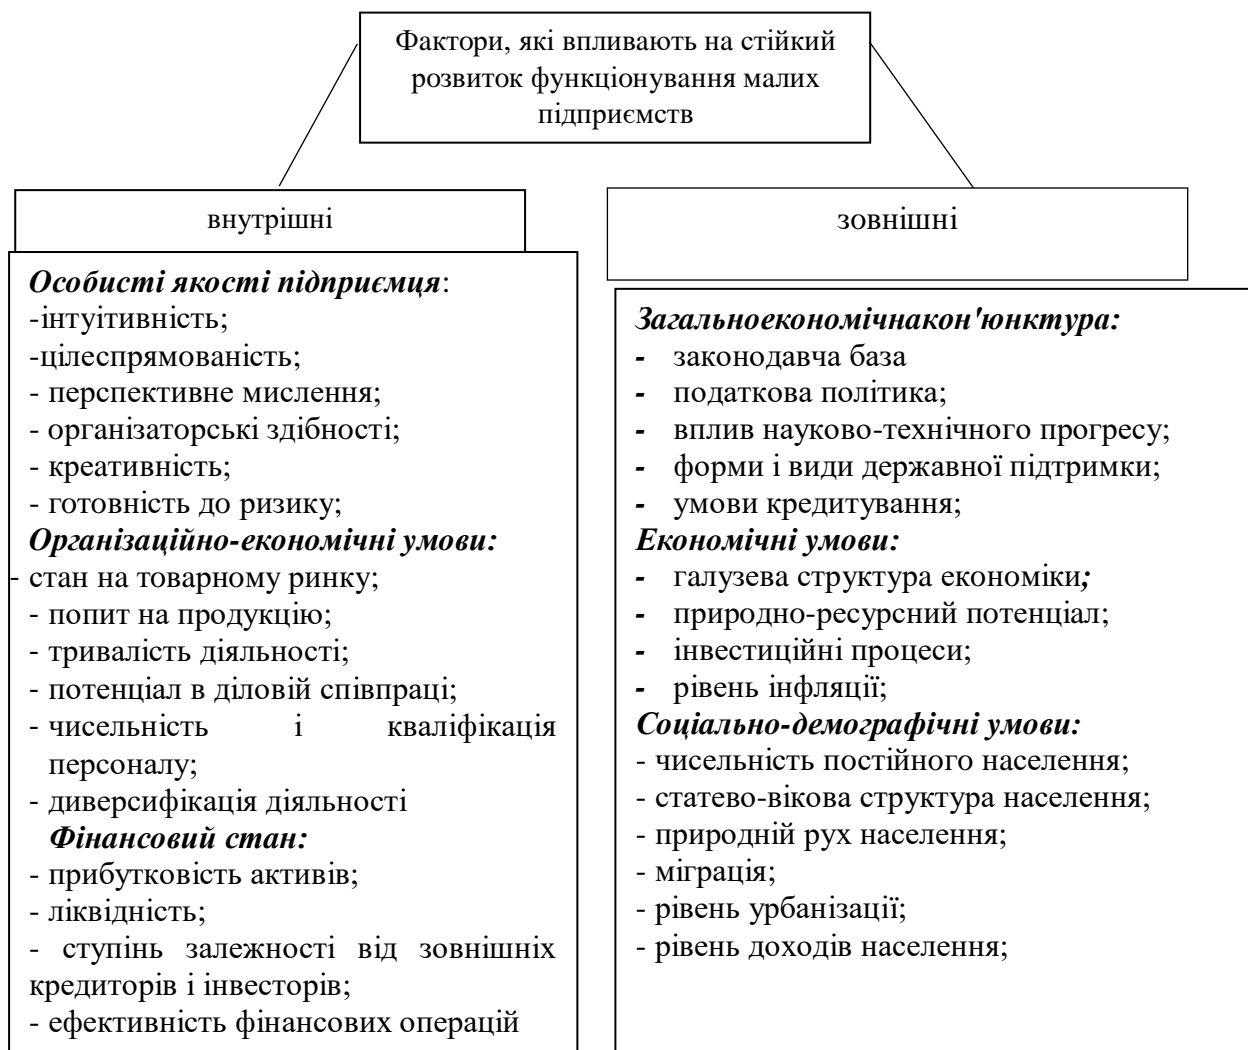 Фактори, які впливають на стійкий
розвиток функціонування малих
підприємств
внутрішні
Особисті якості підприємця:
-інтуітивність;
-цілеспрямованість;
- перспективне мислення;
- організаторські здібності;
- креативність;
- готовність до ризику;
Організаційно-економічні умови:
- стан на товарному ринку;
- попит на продукцію;
- тривалість діяльності;
- потенціал в діловій співпраці;
- чисельність і кваліфікація
персоналу;
- диверсифікація діяльності
Фінансовий стан:
- прибутковість активів;
- ліквідність;
- ступінь залежності від зовнішніх
кредиторів і інвесторів;
- ефективність фінансових операцій
зовнішні
Загальноекономічнакон'юнктура:
- законодавча база
- податкова політика;
- вплив науково-технічного прогресу;
- форми і види державної підтримки;
- умови кредитування;
Економічні умови:
- галузева структура економіки;
- природно-ресурсний потенціал;
- інвестиційні процеси;
- рівень інфляції;
Соціально-демографічні умови:
- чисельність постійного населення;
- статево-вікова структура населення;
- природній рух населення;
- міграція;
- рівень урбанізації;
- рівень доходів населення;